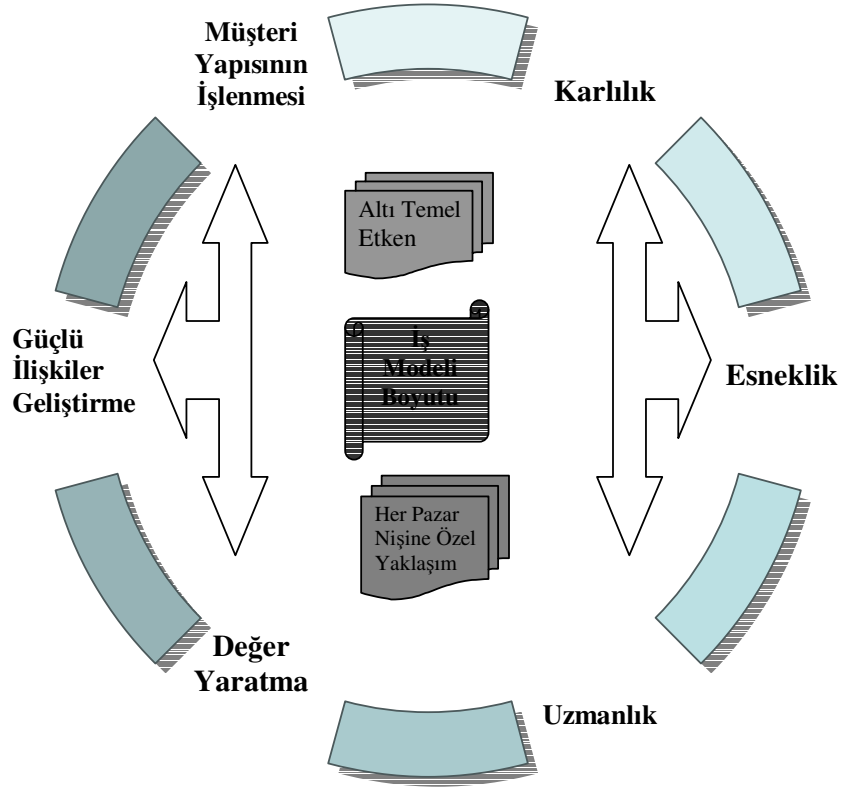 Müşteri
Yapısının
İşlenmesi
Karlılık
Altı Temel
Etken
İş
Modeli
Boyutu
Güçlü
İlişkiler
Geliştirme
Esneklik
Her Pazar
Nişine Özel
Yaklaşım
Değer
Yaratma
Uzmanlık